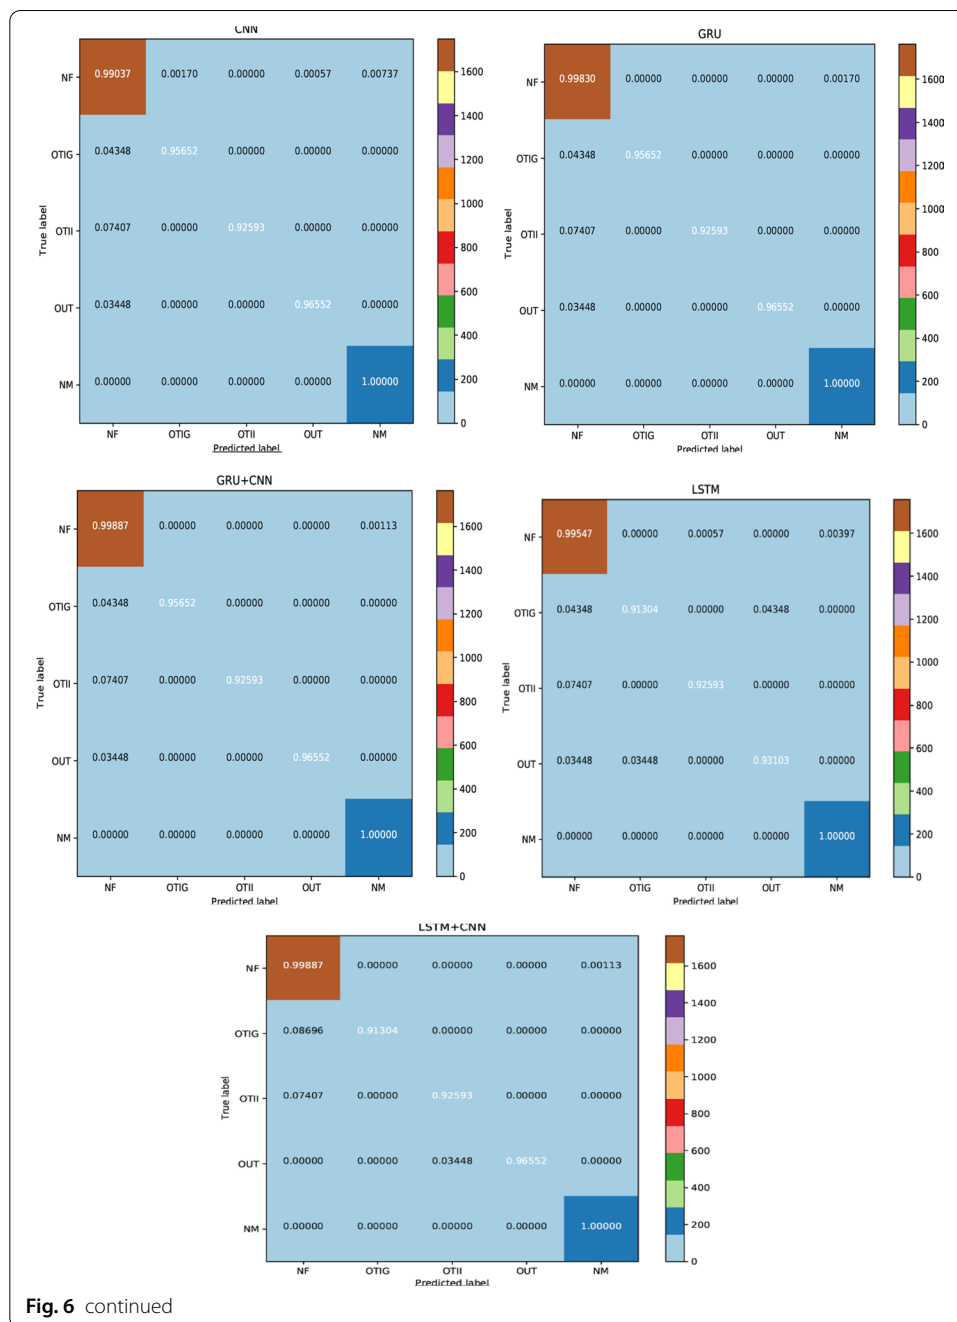 CNN
NF 0.99037 0.00170 0.00000 0.00057 0.00737
OTIG 0.04348 0.95652 0.00000 0.00000 0.00000
OTII 0.07407 0.00000 0.92593 0.00000 0.00000
OUT 0.03448 0.00000 0.00000 0.96552 0.00000
NM 0.00000 0.00000 0.00000 0.00000 1.00000
NF OTIG OTII OUT NM
Predicted label
True label
1600
1400
1200
1000
800
600
400
200
0
GRU
NF 0.99830 0.00000 0.00000 0.00000 0.00170
OTIG 0.04348 0.95652 0.00000 0.00000 0.00000
OTII 0.07407 0.00000 0.92593 0.00000 0.00000
OUT 0.03448 0.00000 0.00000 0.96552 0.00000
NM 0.00000 0.00000 0.00000 0.00000 1.00000
NF OTIG OTII OUT NM
Predicted label
True label
1600
1400
1200
1000
800
600
400
200
0
GRU+CNN
NF 0.99887 0.00000 0.00000 0.00000 0.00113
OTIG 0.04348 0.95652 0.00000 0.00000 0.00000
OTII 0.07407 0.00000 0.92593 0.00000 0.00000
OUT 0.03448 0.00000 0.00000 0.96552 0.00000
NM 0.00000 0.00000 0.00000 0.00000 1.00000
NF OTIG OTII OUT NM
Predicted label
True label
1600
1400
1200
1000
800
600
400
200
0
LSTM
NF 0.99547 0.00000 0.00057 0.00000 0.00397
OTIG 0.04348 0.91304 0.00000 0.04348 0.00000
OTII 0.07407 0.00000 0.92593 0.00000 0.00000
OUT 0.03448 0.03448 0.00000 0.93103 0.00000
NM 0.00000 0.00000 0.00000 0.00000 1.00000
NF OTIG OTII OUT NM
Predicted label
True label
1600
1400
1200
1000
800
600
400
200
0
LSTM+CNN
NF 0.99887 0.00000 0.00000 0.00000 0.00113
OTIG 0.08696 0.91304 0.00000 0.00000 0.00000
OTII 0.07407 0.00000 0.92593 0.00000 0.00000
OUT 0.00000 0.00000 0.03448 0.96552 0.00000
NM 0.00000 0.00000 0.00000 0.00000 1.00000
NF OTIG OTII OUT NM
Predicted label
True label
1600
1400
1200
1000
800
600
400
200
0
Fig. 6 continued